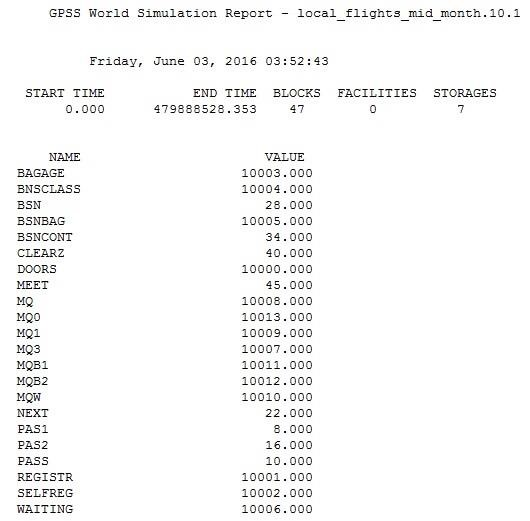 GPSS World Simulation Report - local_flights_mid_month.10.1
Friday, June 03, 2016 03:52:43
START TIME END TIME BLOCKS FACILITIES STORAGES
0.000 479888528.353 47 0 7
NAME VALUE
BAGAGE 10003.000
BNSCLASS 10004.000
BSN 28.000
BSNBAG 10005.000
BSNCONT 34.000
CLEARZ 40.000
DOORS 10000.000
MEET 45.000
MQ 10008.000
MQ0 10013.000
MQ1 10009.000
MQ3 10007.000
MQB1 10011.000
MQB2 10012.000
MQW 10010.000
NEXT 22.000
PAS1 8.000
PAS2 16.000
PASS 10.000
REGISTR 10001.000
SELFREG 10002.000
WAITING 10006.000